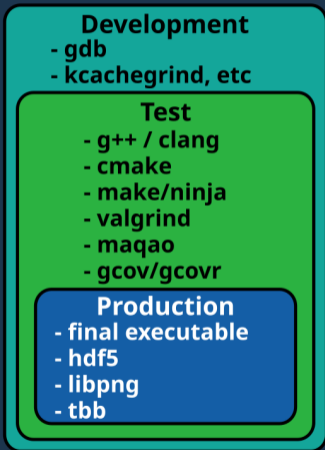 Development
- gdb
- kcachegrind, etc
Test
- g++ / clang
- cmake
- make/ninja
- valgrind
- maqao
- gcov/gcovr
Production
- final executable
- hdf5
- libpng
- tbb